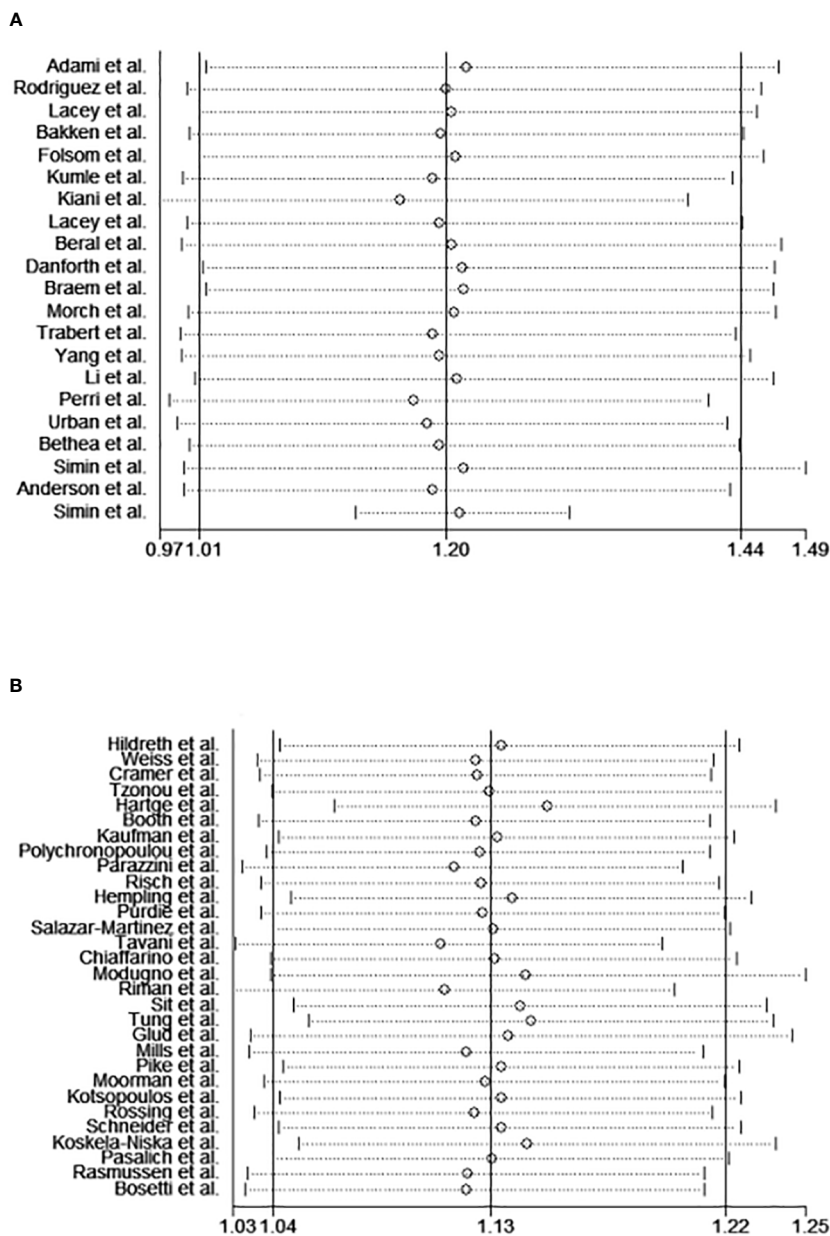 A
Adami et al.
Rodriguez et al.
Lacey et al.
Bakken et al.
Folsom et al.
Kumle et al.
Kiani et al.
Lacey et al.
Beral et al.
Danforth et al.
Braem et al.
Morch et al.
Trabert et al.
Yang et al.
Li et al.
Perri et al.
Urban et al.
Bethea et al.
Simin et al.
Anderson et al.
Simin et al.
0.97 1.01 1.20 1.44 1.49
B
Hildreth et al.
Weiss et al.
Cramer et al.
Tzonou et al.
Hartge et al.
Booth et al.
Kaufman et al.
Polychronopoulou et al.
Parazzini et al.
Risch et al.
Hempling et al.
Purdie et al.
Salazar-Martinez et al.
Tavani et al.
Chiaffarino et al.
Modugno et al.
Riman et al.
Sit et al.
Tung et al.
Glud et al.
Mills et al.
Pike et al.
Moorman et al.
Kotsopoulos et al.
Rossing et al.
Schneider et al.
Koskela-Niska et al.
Pasalich et al.
Rasmussen et al.
Bosetti et al.
1.03 1.04 1.13 1.22 1.25